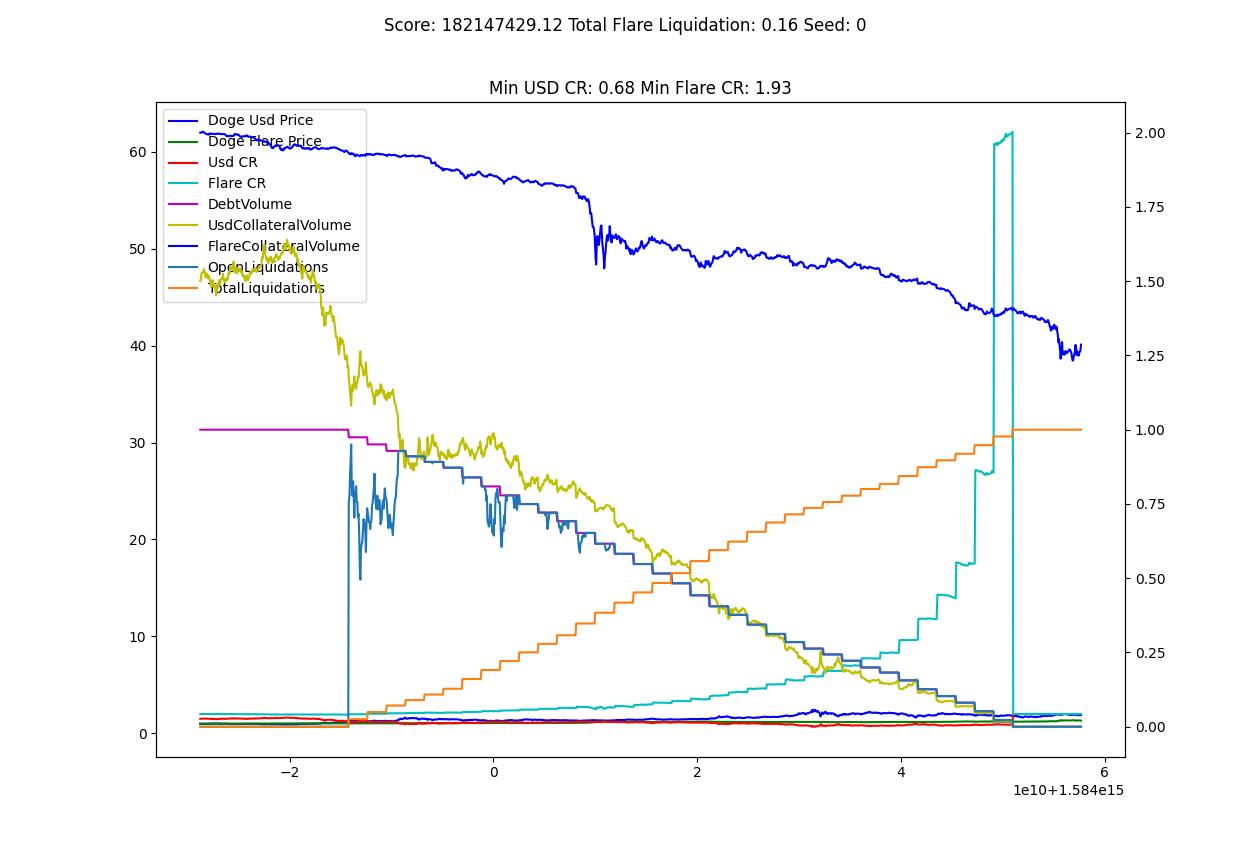 Score: 182147429.12 Total Flare Liquidation: 0.16 Seed: 0
Min USD CR: 0.68 Min Flare CR: 1.93
Doge Usd Price
Doge Flare Price
Usd CR
Flare CR
DebtVolume
UsdCollateralVolume
FlareCollateralVolume
OpenLiquidations
TotalLiquidations
60
50
40
30
20
10
0
2.00
1.75
1.50
1.25
1.00
0.75
0.50
0.25
0.00
−2
0
2
4
6
1e10+1.584e15